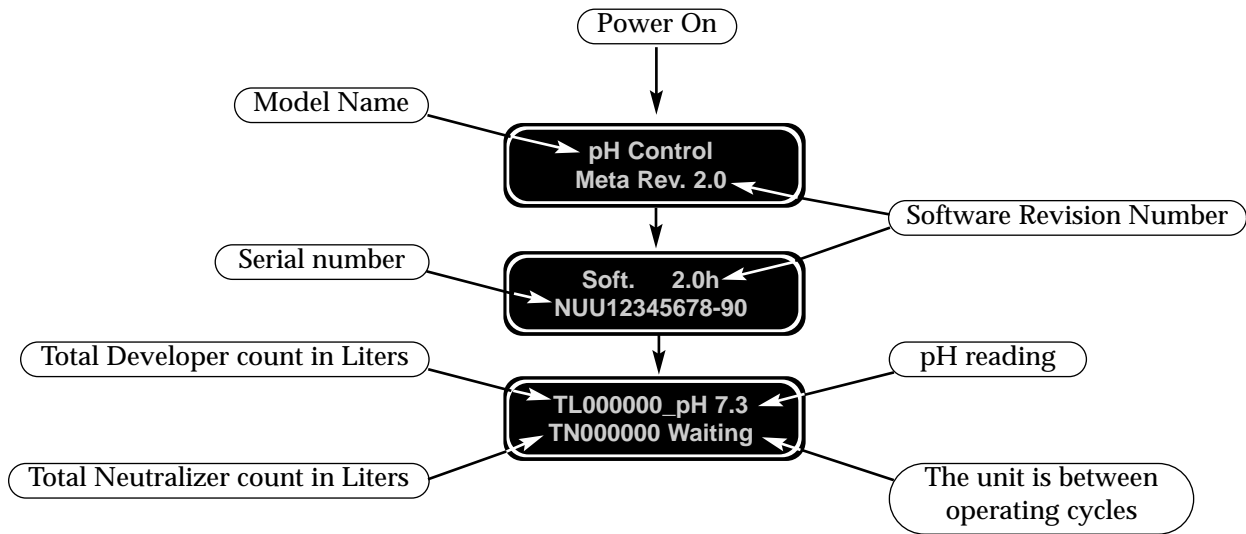 Power On
Model Name
pH Control
Meta Rev. 2.0
Software Revision Number
Serial number
Soft. 2.0h
NUU12345678-90
Total Developer count in Liters
pH reading
TL000000_pH 7.3
TN000000 Waiting
Total Neutralizer count in Liters
The unit is between
operating cycles